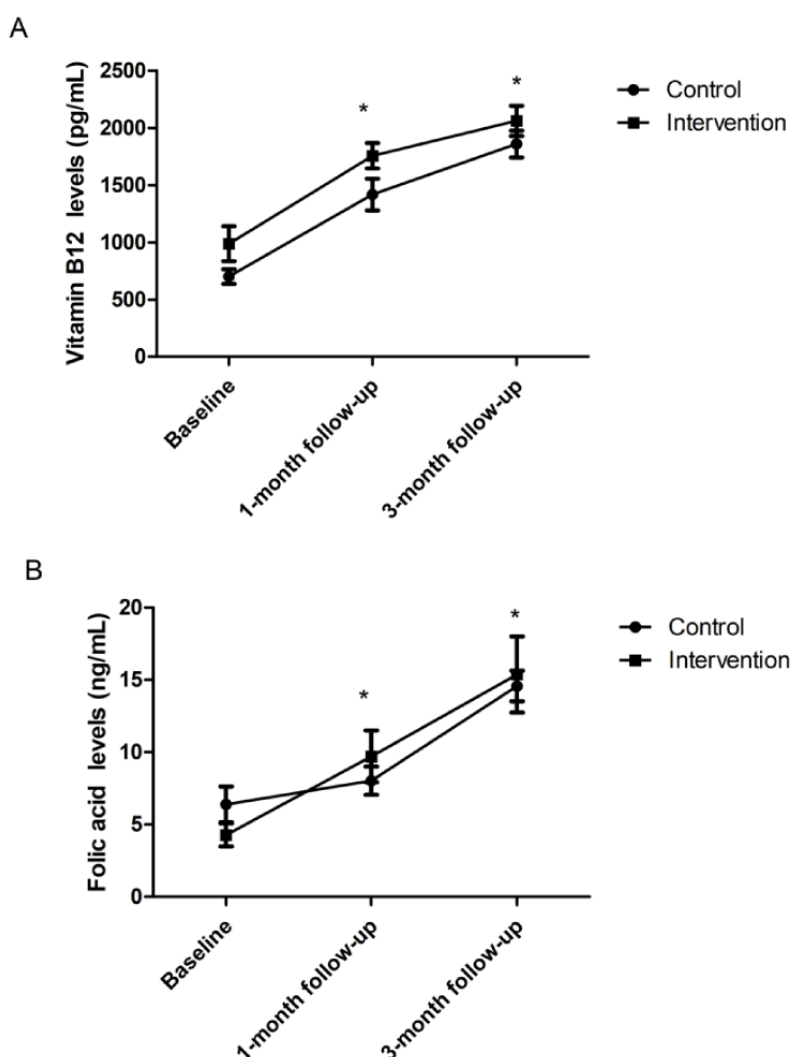 A
Vitamin B12 levels (pg/mL)
2500
2000
1500
1000
500
0
*
*
Control
Intervention
Baseline
1-month follow-up
3-month follow-up
B
Folic acid levels (ng/mL)
20
15
10
5
0
*
*
Control
Intervention
Baseline
1-month follow-up
3-month follow-up